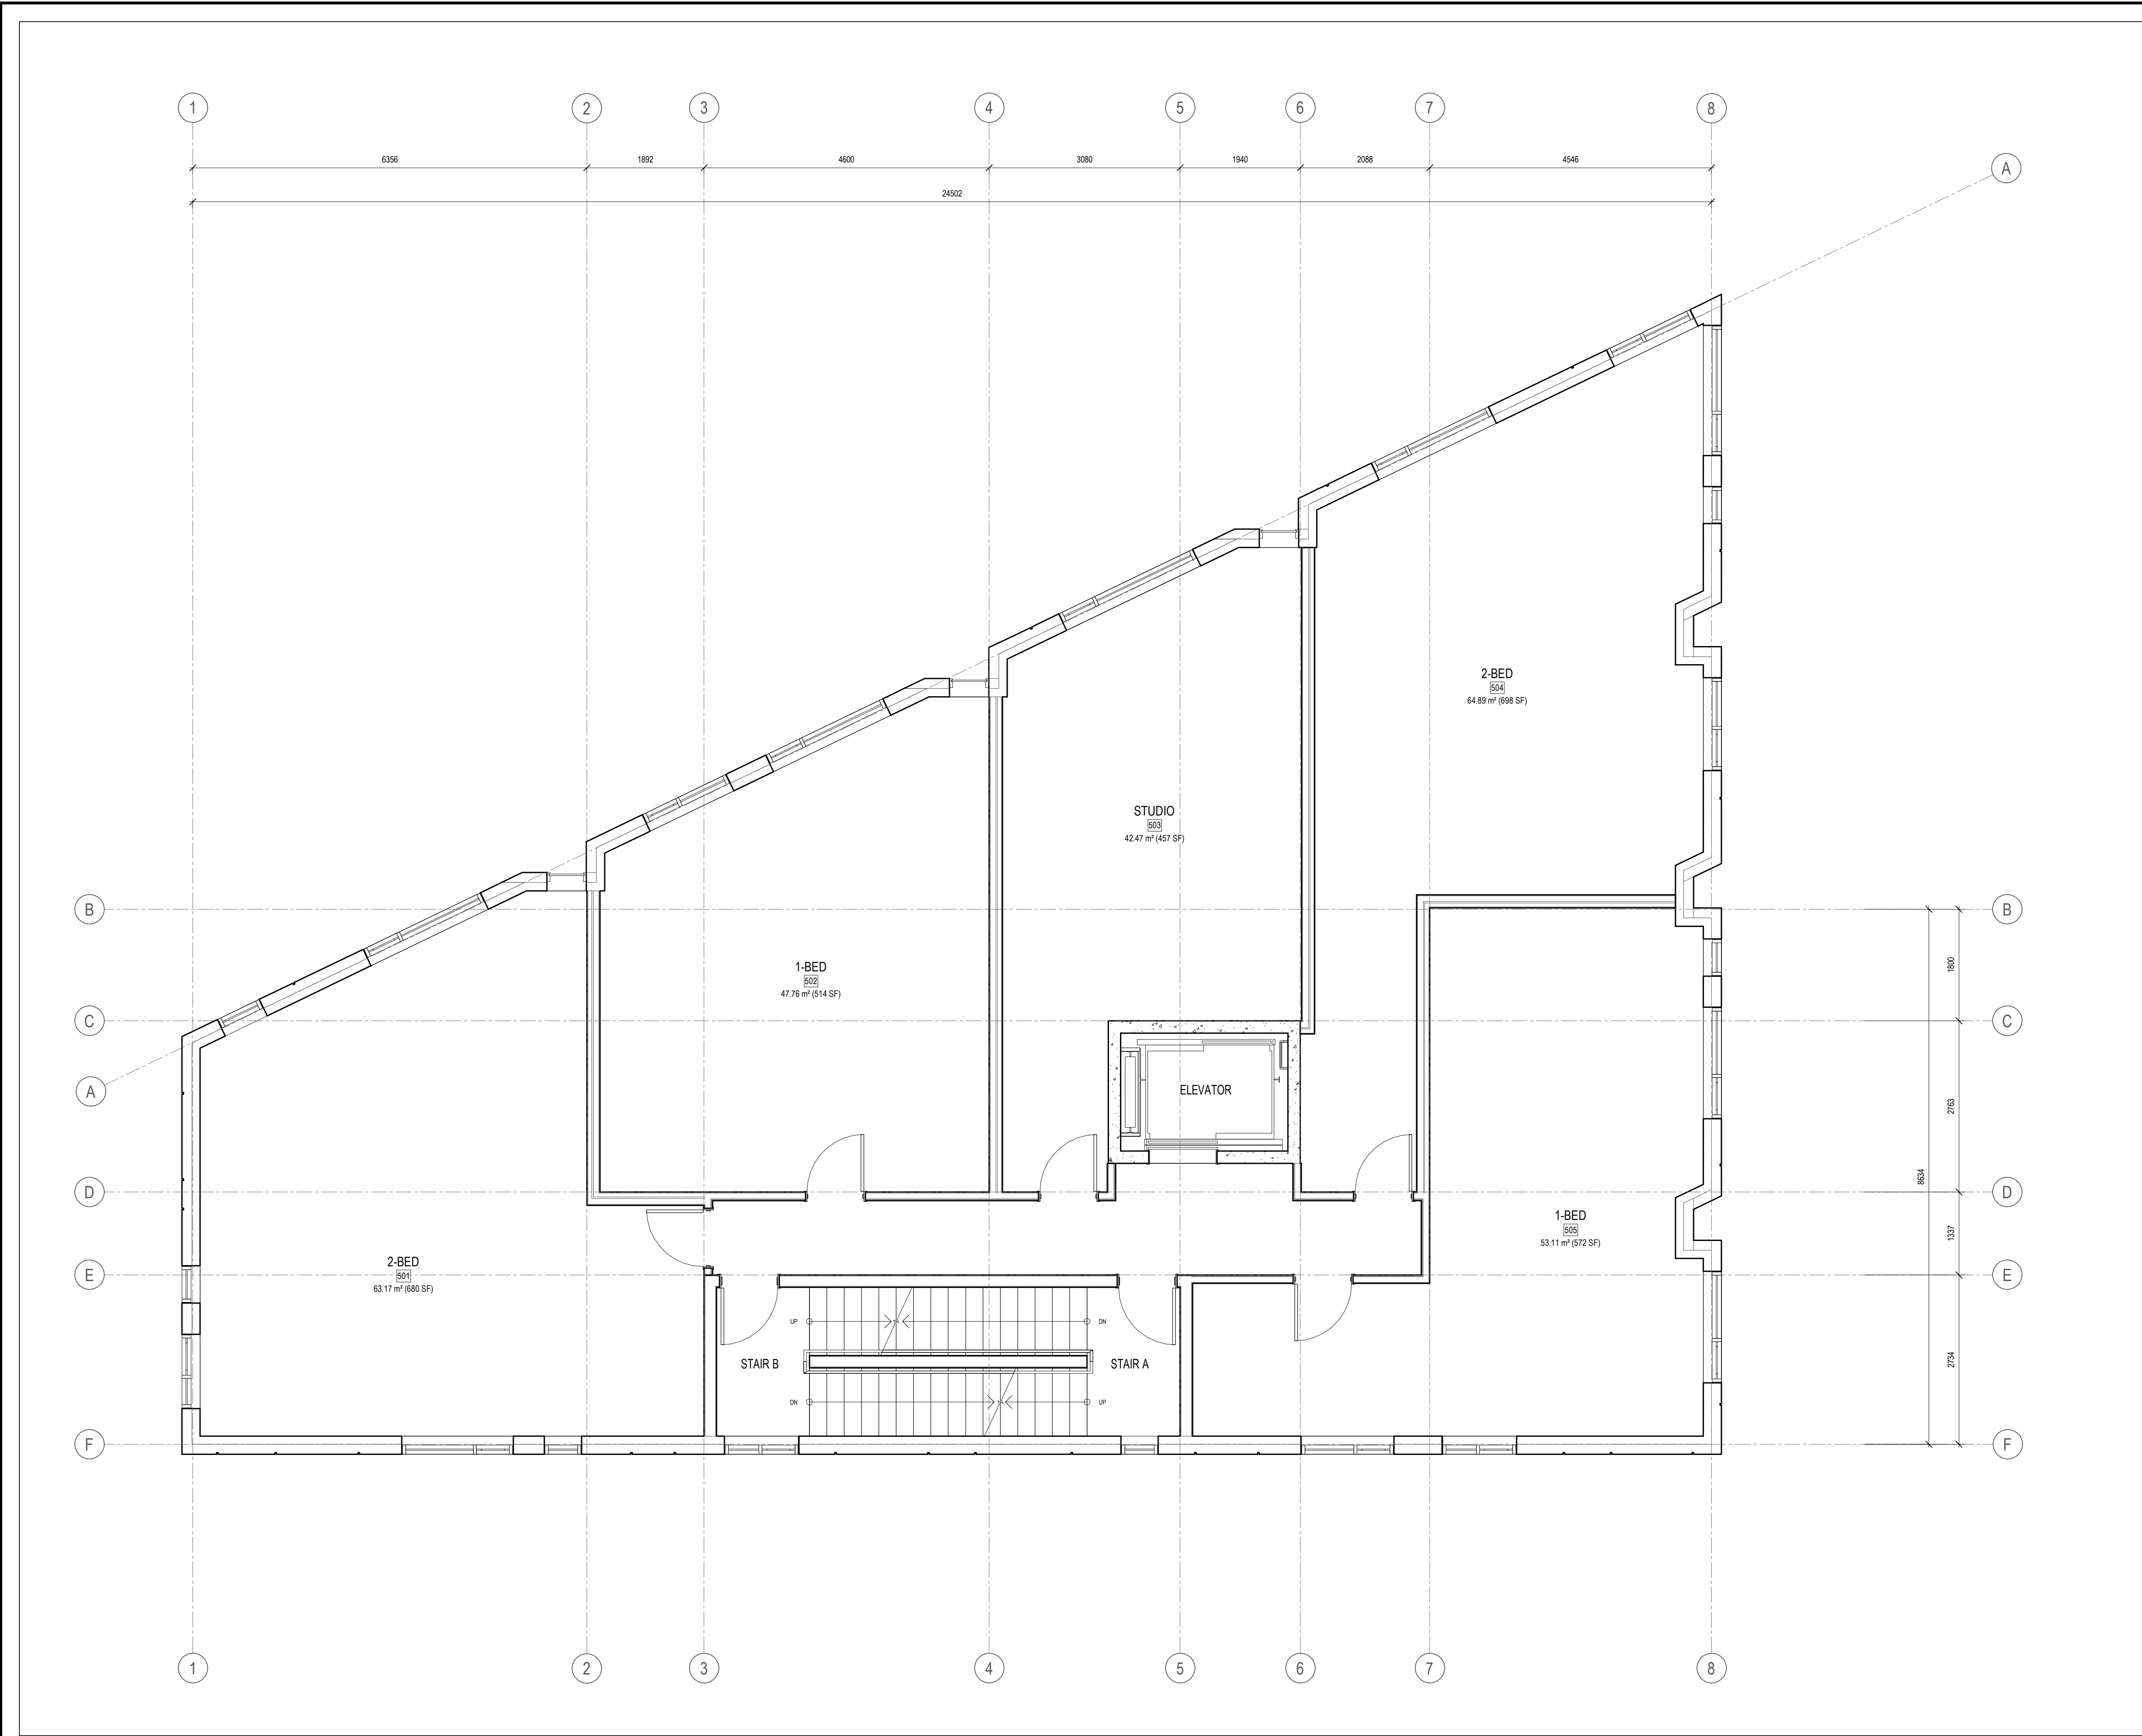 1 2 3 4 5 6 7 8
A
6356 1892 4600 3080 1940 2088 4546
24502
2-BED
504
64.89 m² (698 SF)
STUDIO
503
42.47 m² (457 SF)
B B
1-BED
502
47.76 m² (514 SF)
1800
C C
A
ELEVATOR
2763
8634
D D
1-BED
505
53.11 m² (572 SF)
1337
2-BED
501
63.17 m² (680 SF)
E E
UP DN
STAIR B STAIR A
2734
DN UP
F F
1 2 3 4 5 6 7 8